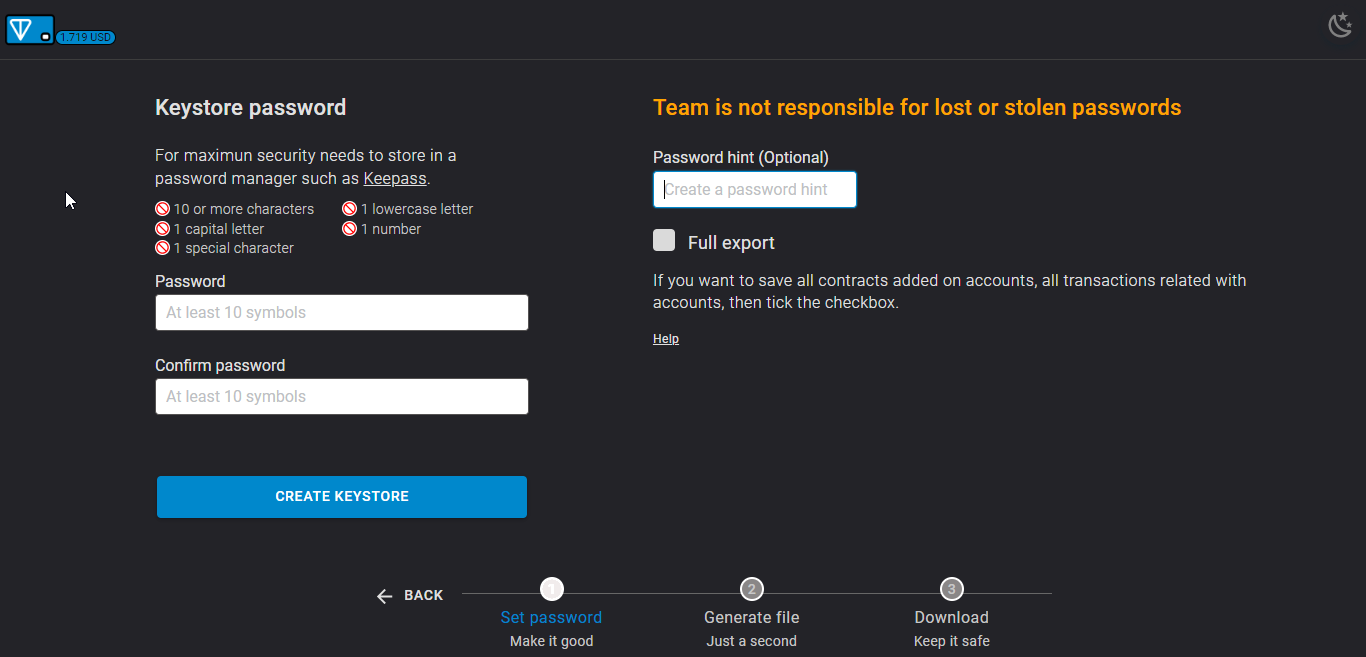 1.719 USD
Keystore password
For maximun security needs to store in a
password manager such as Keepass.
10 or more characters
1 lowercase letter
1 capital letter
1 number
1 special character
Password
At least 10 symbols
Confirm password
At least 10 symbols
CREATE KEYSTORE
Team is not responsible for lost or stolen passwords
Password hint (Optional)
Create a password hint
Full export
If you want to save all contracts added on accounts, all transactions related with
accounts, then tick the checkbox.
Help
BACK
1
Set password
Make it good
2
Generate file
Just a second
3
Download
Keep it safe